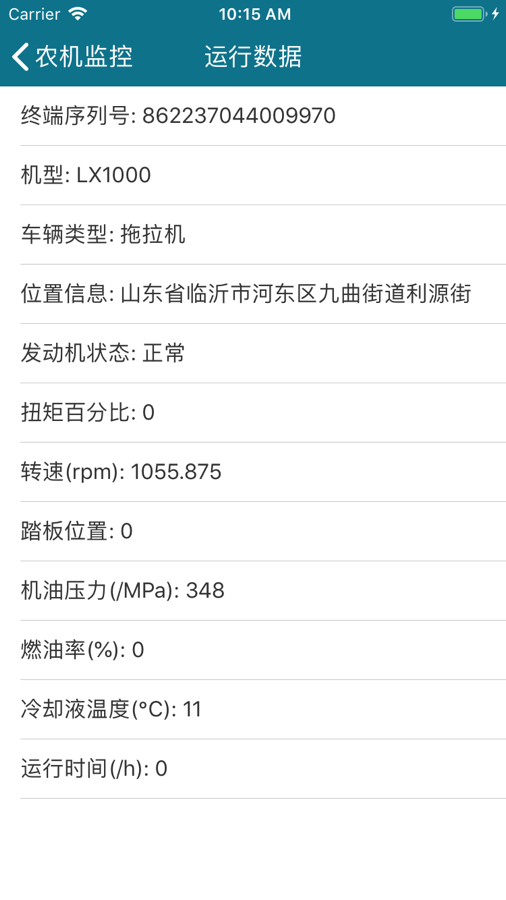 Carrier 10:15 AM
农机监控 运行数据
终端序列号: 862237044009970
机型: LX1000
车辆类型: 拖拉机
位置信息: 山东省临沂市河东区九曲街道利源街
发动机状态: 正常
扭矩百分比: 0
转速(rpm): 1055.875
踏板位置: 0
机油压力(/MPa): 348
燃油率(%): 0
冷却液温度(°C): 11
运行时间(/h): 0